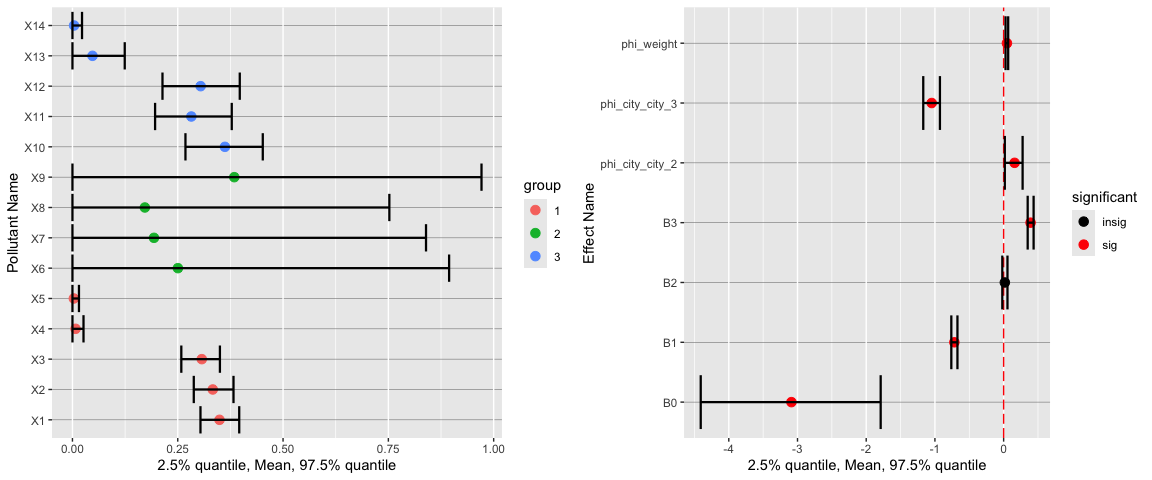 Pollutant Name
X14
X13
X12
X11
X10
X9
X8
X7
X6
X5
X4
X3
X2
X1
0.00 0.25 0.50 0.75 1.00
2.5% quantile, Mean, 97.5% quantile
group
1
2
3
Effect Name
phi_weight
phi_city_city_3
phi_city_city_2
B3
B2
B1
B0
-4 -3 -2 -1 0
2.5% quantile, Mean, 97.5% quantile
significant
insig
sig